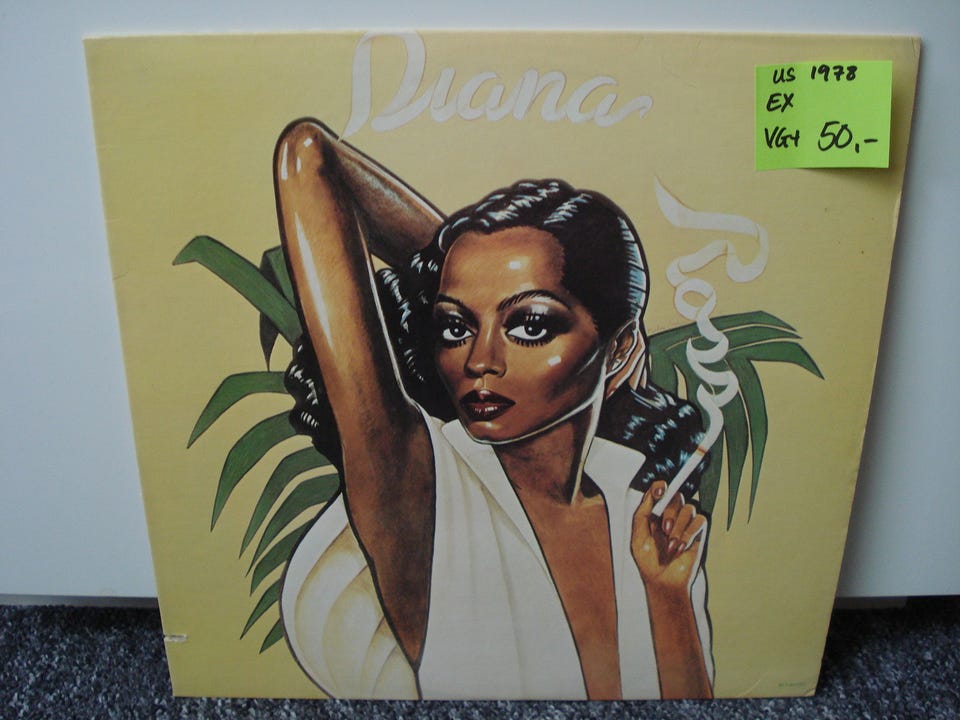 Diana
Ross
US 1978
EX
VG+ 50,-